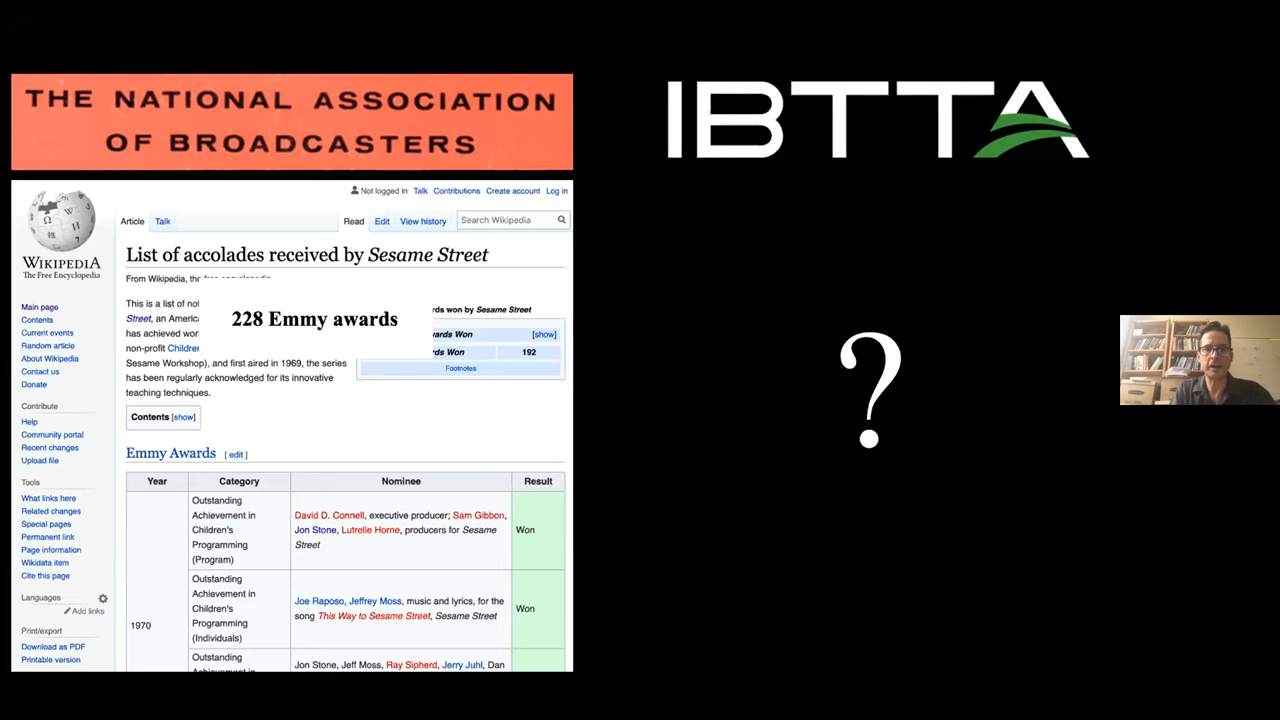 THE NATIONAL ASSOCIATION
OF BROADCASTERS
IBTTA
Not logged in Talk Contributions Create account Log in
Article Talk Read Edit View history Search Wikipedia
WIKIPEDIA
The Free Encyclopedia
Main page
Contents
Current events
Random article
About Wikipedia
Contact us
Donate
Contribute
Help
Community portal
Recent changes
Upload file
Tools
What links here
Related changes
Special pages
Permanent link
Page information
Wikidata item
Cite this page
Languages
Add links
Print/export
Download as PDF
Printable version
List of accolades received by Sesame Street
From Wikipedia, the free encyclopedia
This is a list of not
Street, an America
has achieved wor
non-profit Children
Sesame Workshop), and first aired in 1969, the series
has been regularly acknowledged for its innovative
teaching techniques.
228 Emmy awards
rds won by Sesame Street
wards Won [show]
rds Won 192
Footnotes
Contents [show]
Emmy Awards [ edit ]
Year Category Nominee Result
1970
Outstanding
Achievement in
Children's
Programming
(Program)
David D. Connell, executive producer; Sam Gibbon,
Jon Stone, Lutrelle Horne, producers for Sesame
Street
Won
Outstanding
Achievement in
Children's
Programming
(Individuals)
Joe Raposo, Jeffrey Moss, music and lyrics, for the
song This Way to Sesame Street, Sesame Street
Won
Outstanding
Achievement in
Jon Stone, Jeff Moss, Ray Sipherd, Jerry Juhl, Dan
?